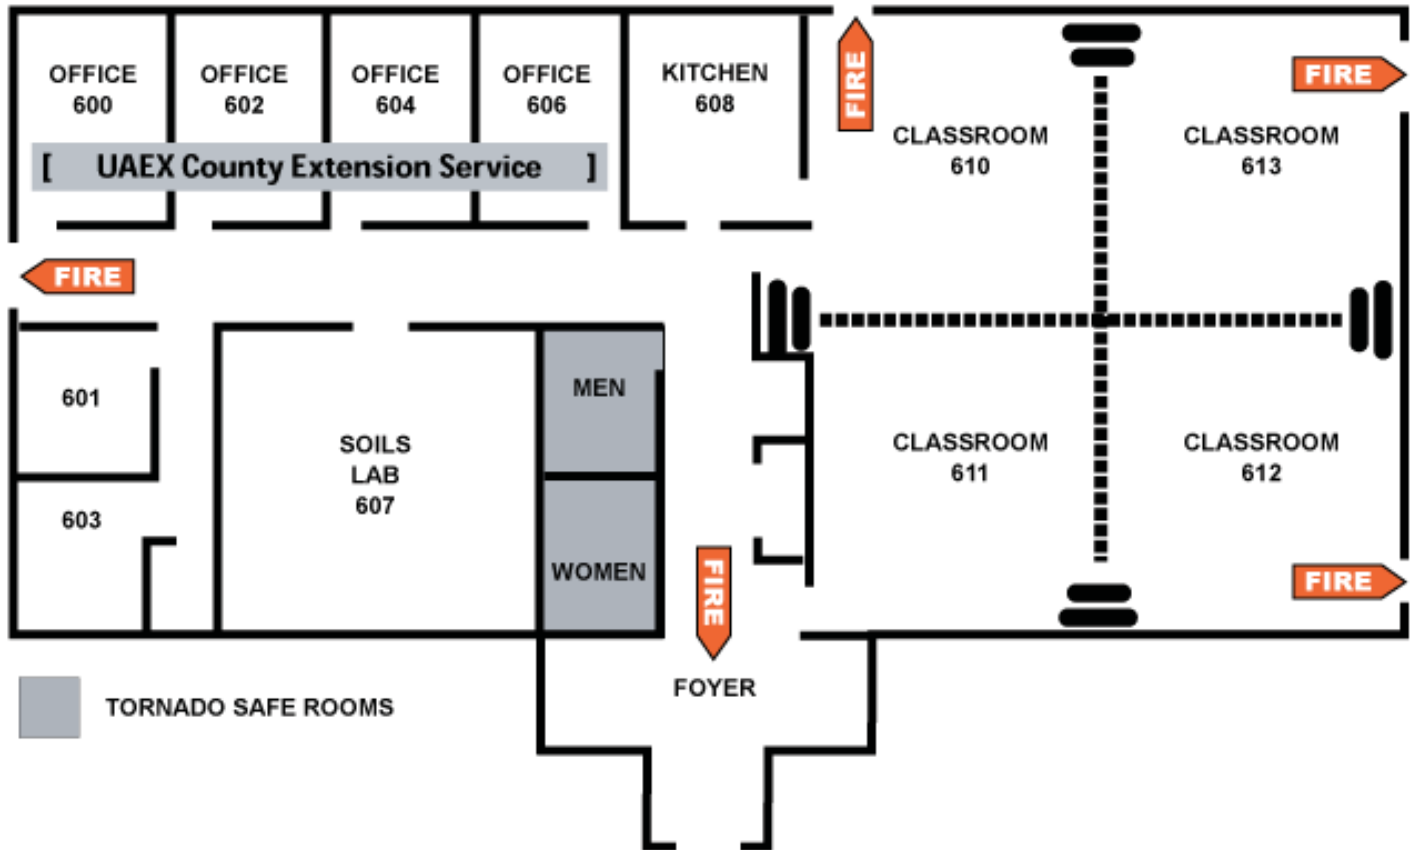 OFFICE
600
OFFICE
602
OFFICE
604
OFFICE
606
KITCHEN
608
[ UAEX County Extension Service ]
FIRE
FIRE
CLASSROOM
610
CLASSROOM
613
FIRE
601
603
SOILS
LAB
607
MEN
WOMEN
FIRE
CLASSROOM
611
CLASSROOM
612
FIRE
FOYER
TORNADO SAFE ROOMS